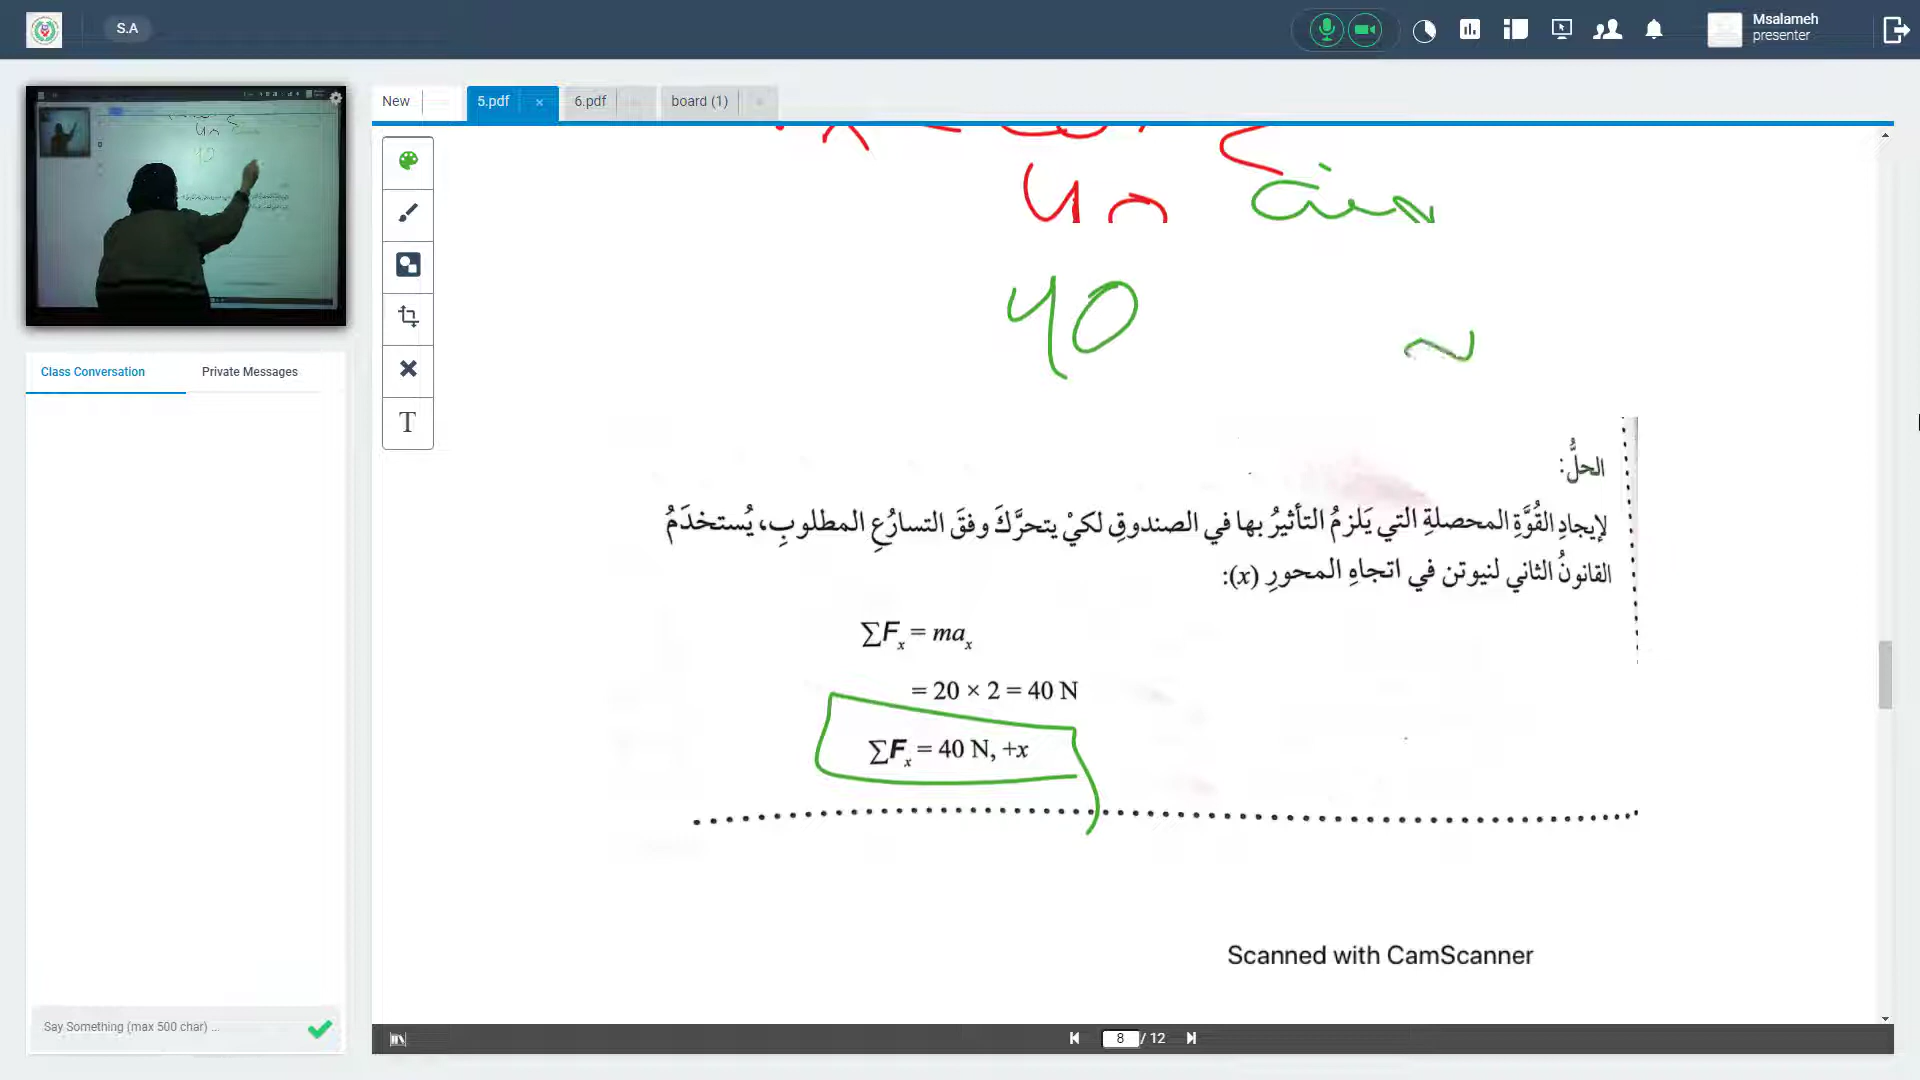 S.A
Msalameh
presenter
New
5.pdf
6.pdf
board (1)
Class Conversation
Private Messages
T
40
الحلُّ:
لإيجادِ القُوَّةِ المحصلةِ التي يَلزمُ التأثيرُ بها في الصندوقِ لكيْ يتحرَّكَ وفقَ التسارُعِ المطلوبِ، يُستخدَمُ
القانونُ الثاني لنيوتن في اتجاهِ المحورِ (x):
∑Fx = max
= 20 × 2 = 40 N
∑Fx = 40 N, +x
Scanned with CamScanner
Say Something (max 500 char) ...
8 / 12